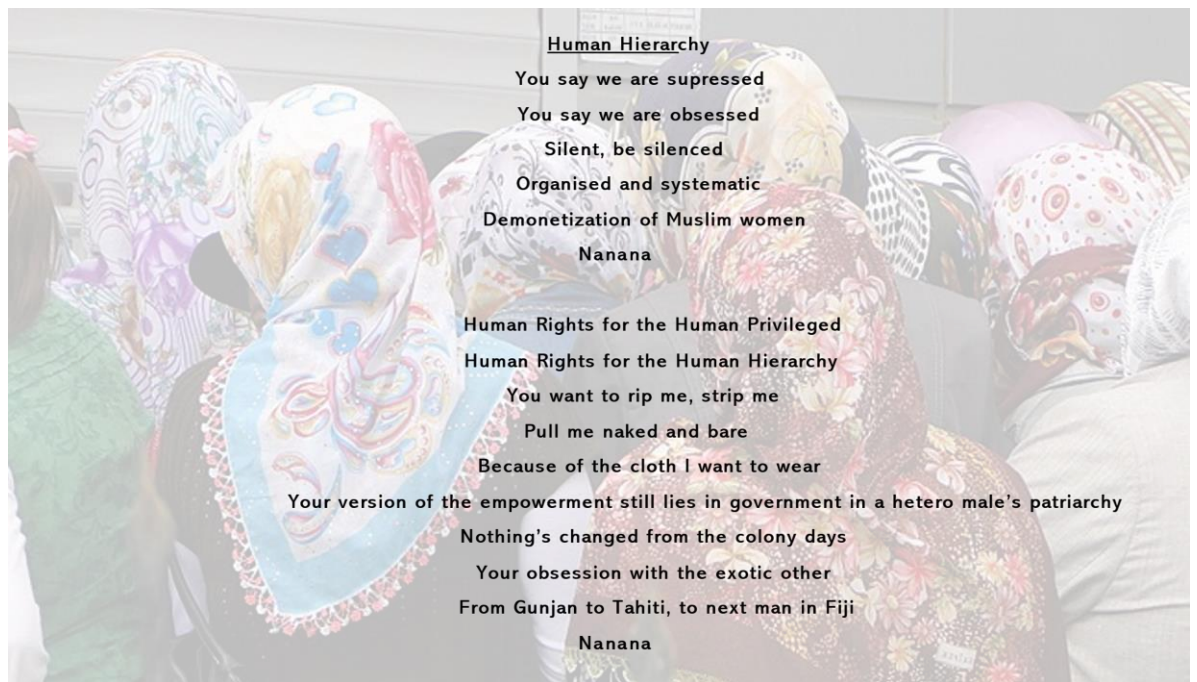 Human Hierarchy
You say we are supressed
You say we are obsessed
Silent, be silenced
Organised and systematic
Demonetization of Muslim women
Nanana
Human Rights for the Human Privileged
Human Rights for the Human Hierarchy
You want to rip me, strip me
Pull me naked and bare
Because of the cloth I want to wear
Your version of the empowerment still lies in government in a hetero male's patriarchy
Nothing's changed from the colony days
Your obsession with the exotic other
From Gunjan to Tahiti, to next man in Fiji
Nanana